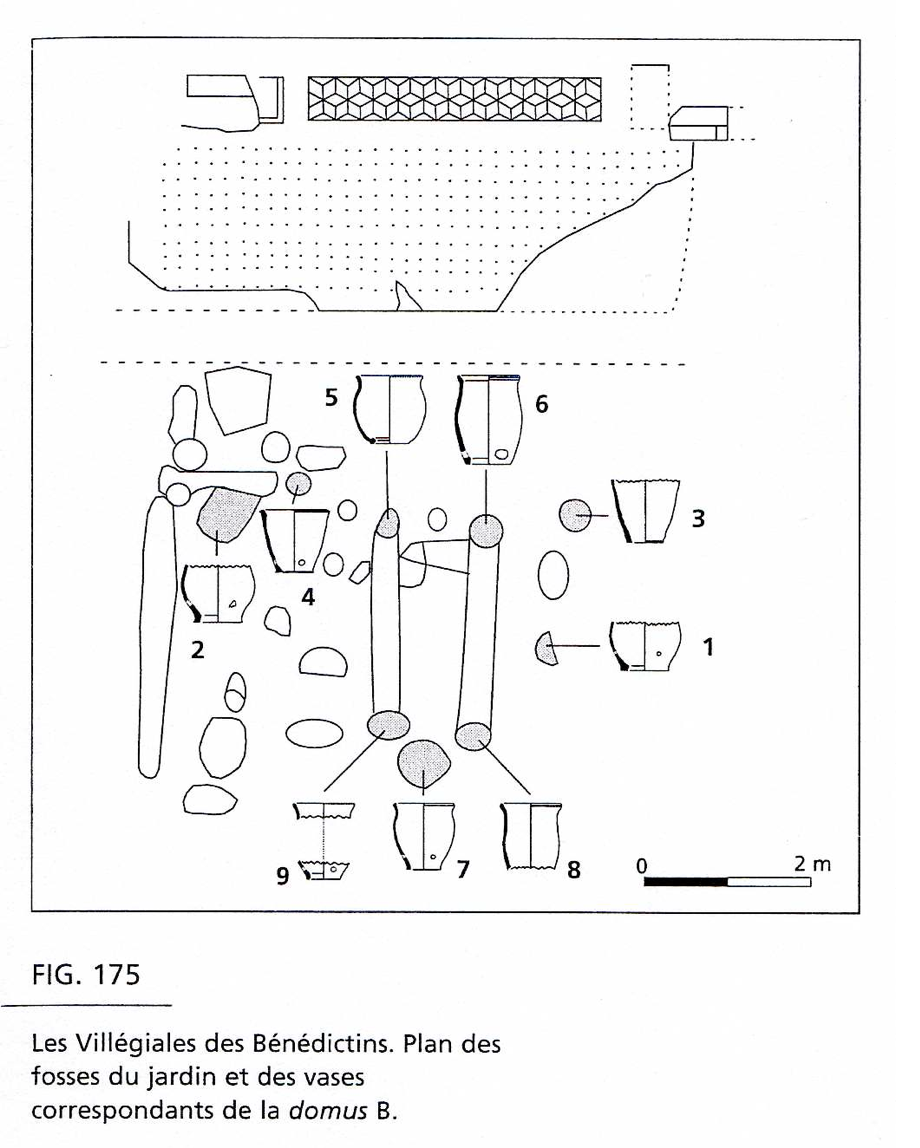 5
6
3
4
2
1
9
7
8
0
2 m
FIG. 175
Les Villégiales des Bénédictins. Plan des
fosses du jardin et des vases
correspondants de la domus B.